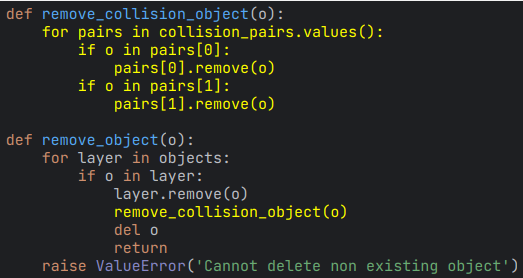 def remove_collision_object(o):
    for pairs in collision_pairs.values():
        if o in pairs[0]:
            pairs[0].remove(o)
        if o in pairs[1]:
            pairs[1].remove(o)

def remove_object(o):
    for layer in objects:
        if o in layer:
            layer.remove(o)
            remove_collision_object(o)
            del o
            return
    raise ValueError('Cannot delete non existing object')